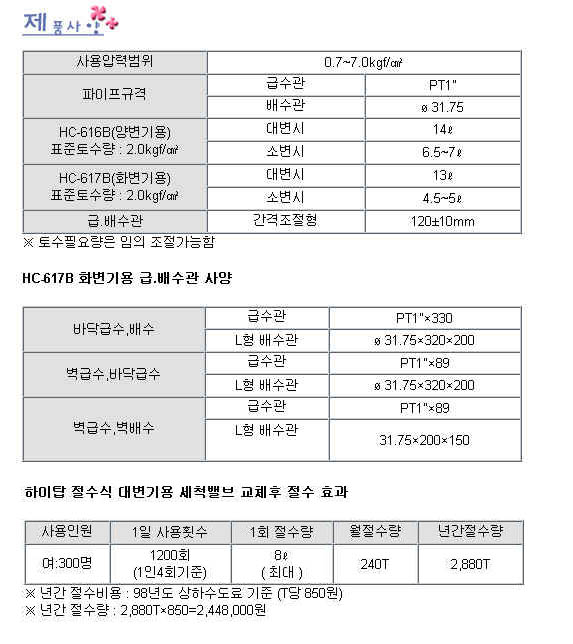 제품사양
사용압력범위 0.7~7.0kgf/㎠
파이프규격 급수관 PT1"
배수관 ø 31.75
HC-616B(양변기용)
표준토수량 : 2.0kgf/㎠ 대변시 14ℓ
소변시 6.5~7ℓ
HC-617B(화변기용)
표준토수량 : 2.0kgf/㎠ 대변시 13ℓ
소변시 4.5~5ℓ
급.배수관 간격조절형 120±10mm
※ 토수필요량은 임의 조절가능함
HC-617B 화변기용 급.배수관 사양
바닥급수,배수 급수관 PT1"×330
L형 배수관 ø 31.75×320×200
벽급수,바닥급수 급수관 PT1"×89
L형 배수관 ø 31.75×320×200
벽급수,벽배수 급수관 PT1"×89
L형 배수관 31.75×200×150
하이탑 절수식 대변기용 세척밸브 교체후 절수 효과
사용인원 1일 사용횟수 1회 절수량 월절수량 년간절수량
여:300명 1200회 8ℓ 240T 2,880T
(1인4회기준) ( 최대 )
※ 년간 절수비용 : 98년도 상하수도료 기준 (T당 850원)
※ 년간 절수량 : 2,880T×850=2,448,000원